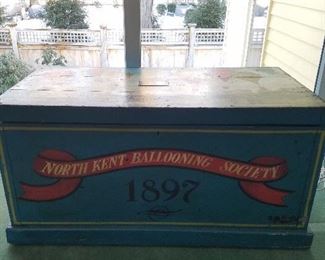 NORTH KENT BALLOONING SOCIETY
1897